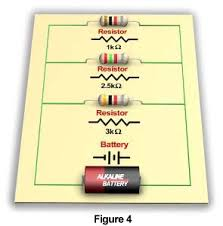 Resistor
1kΩ
Resistor
2.5kΩ
Resistor
3kΩ
Battery
ALKALINE
BATTERY
Figure 4